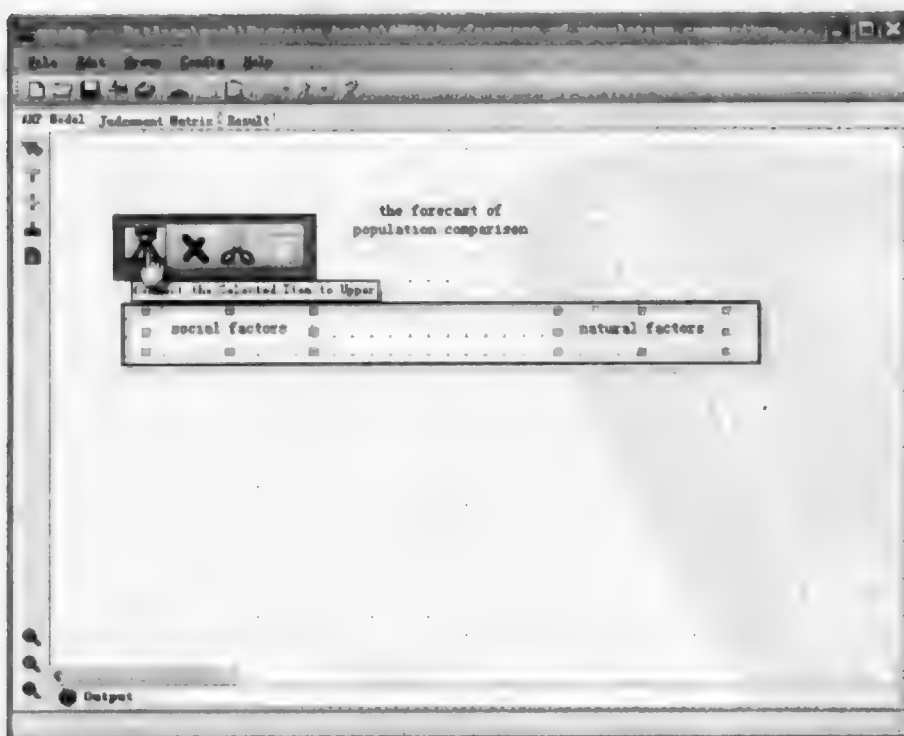 File Edit Group Config Help
AHP Model Judgement Matrix Result
the forecast of
population comparison
Connect the Selected Item to Upper
social factors natural factors
Output